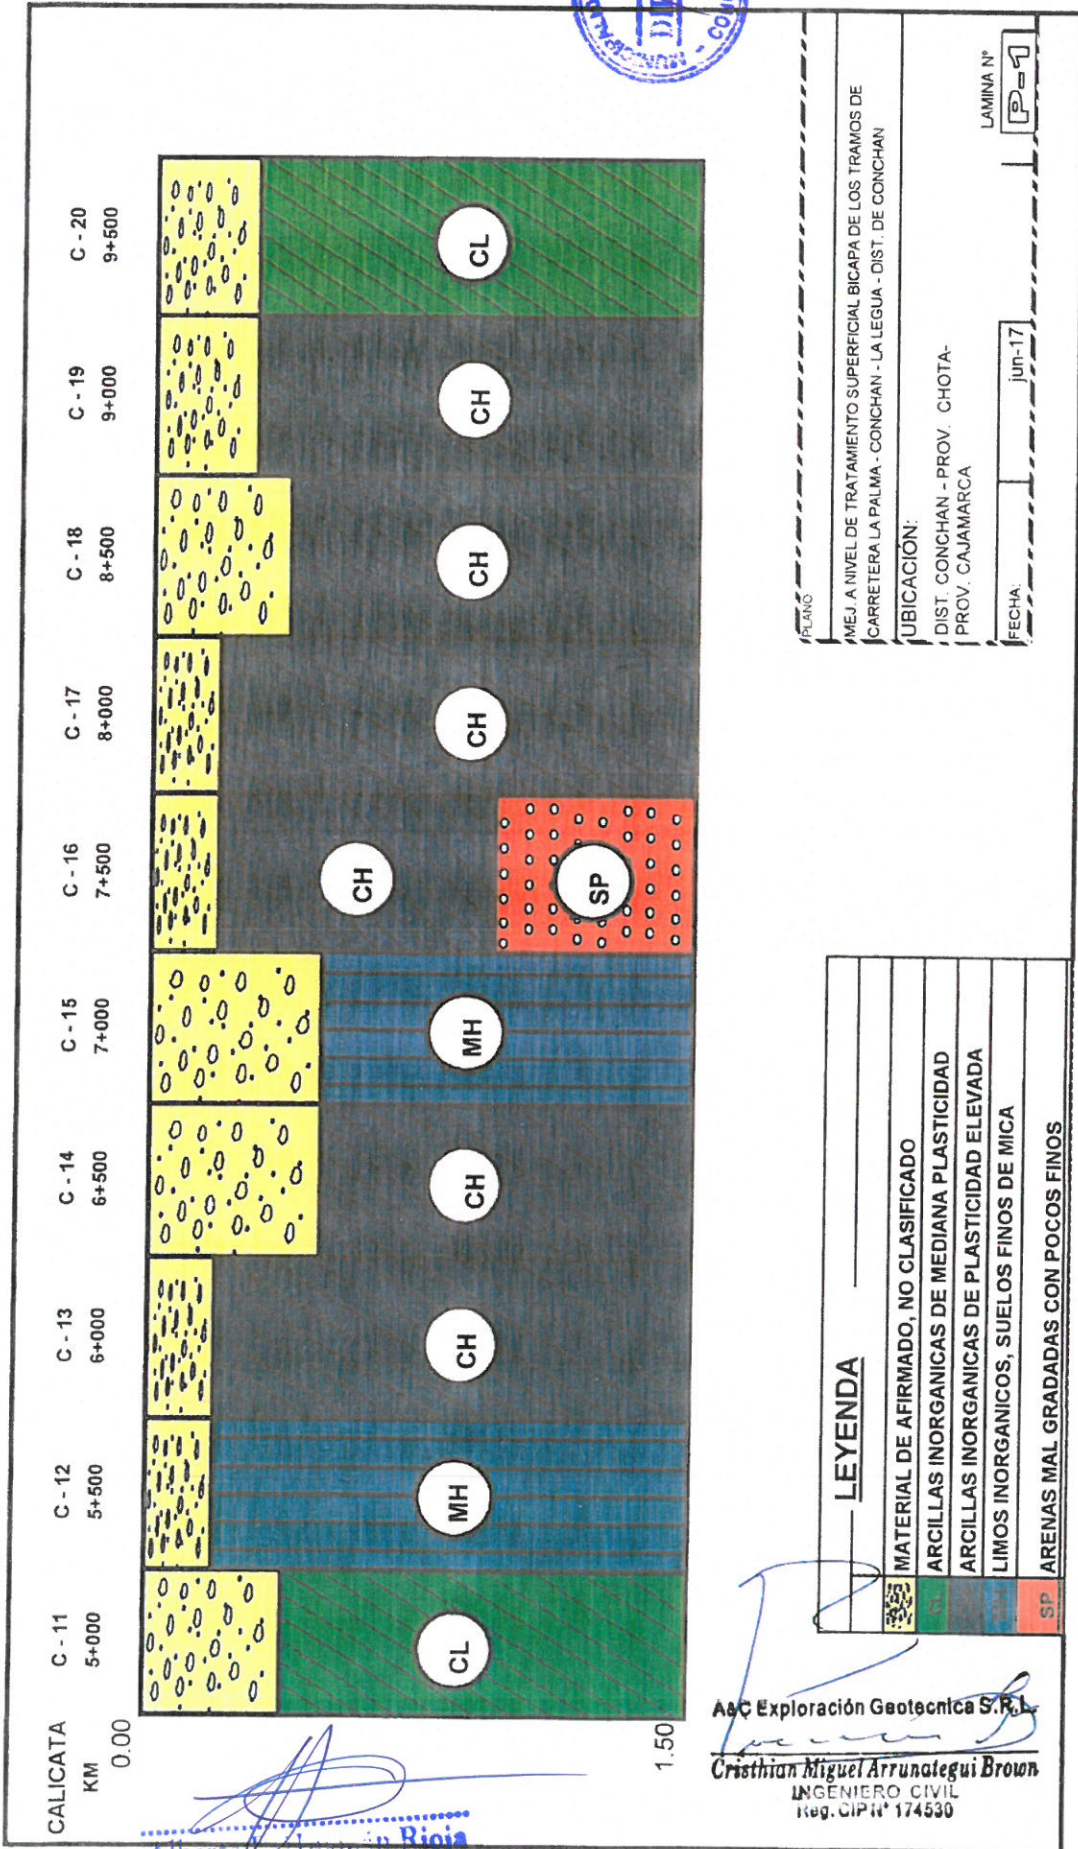 CALICATA
KM
C - 11
5+000
C - 12
5+500
C - 13
6+000
C - 14
6+500
C - 15
7+000
C - 16
7+500
C - 17
8+000
C - 18
8+500
C - 19
9+000
C - 20
9+500
0.00
1.50
CL
MH
CH
CH
MH
CH
SP
CH
CH
CH
CL
LEYENDA
MATERIAL DE AFIRMADO, NO CLASIFICADO
CL ARCILLAS INORGANICAS DE MEDIANA PLASTICIDAD
ARCILLAS INORGANICAS DE PLASTICIDAD ELEVADA
LIMOS INORGANICOS, SUELOS FINOS DE MICA
SP ARENAS MAL GRADADAS CON POCOS FINOS
PLANO
MEJ. A NIVEL DE TRATAMIENTO SUPERFICIAL BICAPA DE LOS TRAMOS DE
CARRETERA LA PALMA - CONCHAN - LA LEGUA - DIST. DE CONCHAN
UBICACIÓN:
DIST. CONCHAN - PROV. CHOTA-
PROV. CAJAMARCA
FECHA: jun-17
LAMINA N°
P-1
A&C Exploración Geotecnica S.R.L.
Cristhian Miguel Arrunategui Brown
INGENIERO CIVIL
Reg. CIP N° 174530
Rioja